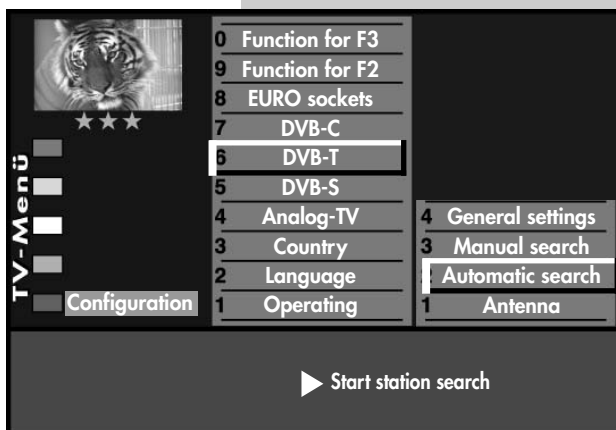 TV-Menü
Configuration
0 Function for F3
9 Function for F2
8 EURO sockets
7 DVB-C
6 DVB-T
5 DVB-S
4 Analog-TV
3 Country
2 Language
1 Operating
4 General settings
3 Manual search
2 Automatic search
1 Antenna
Start station search